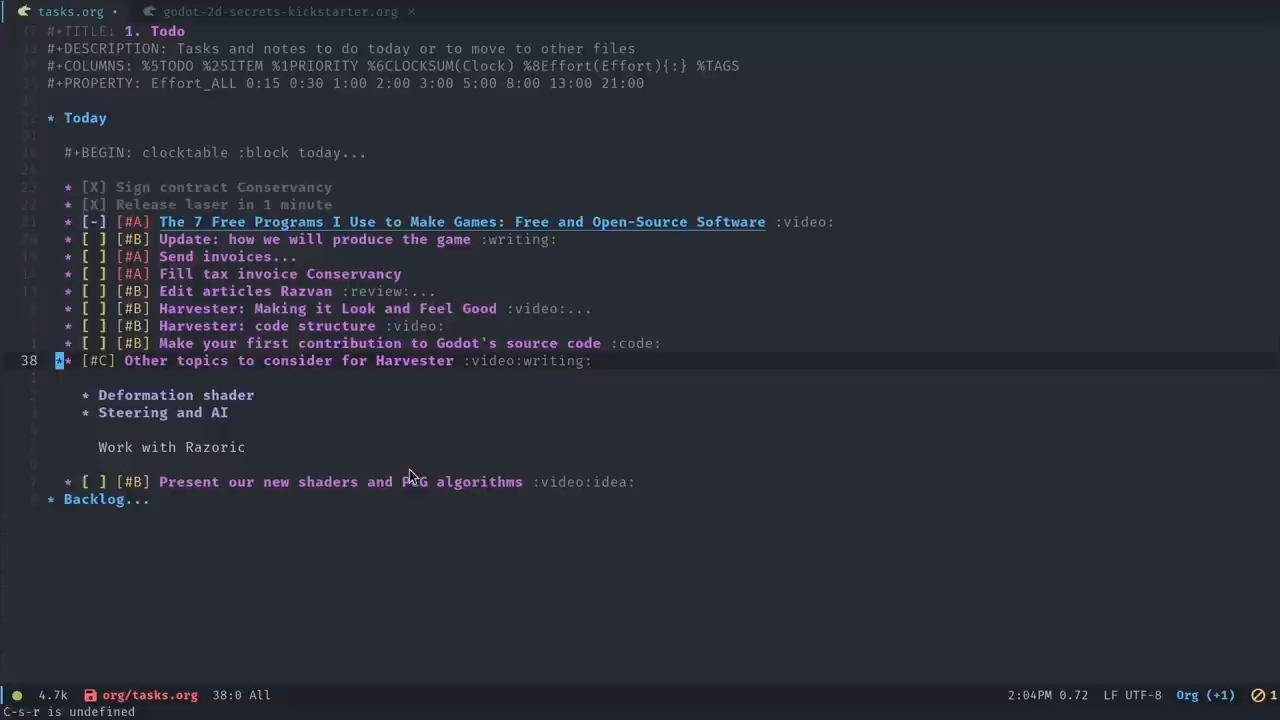 tasks.org •   godot-2d-secrets-kickstarter.org ×
#+TITLE: 1. Todo
#+DESCRIPTION: Tasks and notes to do today or to move to other files
#+COLUMNS: %5TODO %25ITEM %1PRIORITY %6CLOCKSUM(Clock) %8Effort(Effort){:} %TAGS
#+PROPERTY: Effort_ALL 0:15 0:30 1:00 2:00 3:00 5:00 8:00 13:00 21:00
* Today
#+BEGIN: clocktable :block today...
* [X] Sign contract Conservancy
* [X] Release laser in 1 minute
* [-] [#A] The 7 Free Programs I Use to Make Games: Free and Open-Source Software :video:
* [ ] [#B] Update: how we will produce the game :writing:
* [ ] [#A] Send invoices...
* [ ] [#A] Fill tax invoice Conservancy
* [ ] [#B] Edit articles Razvan :review:...
* [ ] [#B] Harvester: Making it Look and Feel Good :video:...
* [ ] [#B] Harvester: code structure :video:
* [ ] [#B] Make your first contribution to Godot's source code :code:
38 ** [#C] Other topics to consider for Harvester :video:writing:
* Deformation shader
* Steering and AI
Work with Razoric
* [ ] [#B] Present our new shaders and PCG algorithms :video:idea:
* Backlog...
4.7k org/tasks.org 38:0 All 2:04PM 0.72 LF UTF-8 Org (+1) 1
C-s-r is undefined